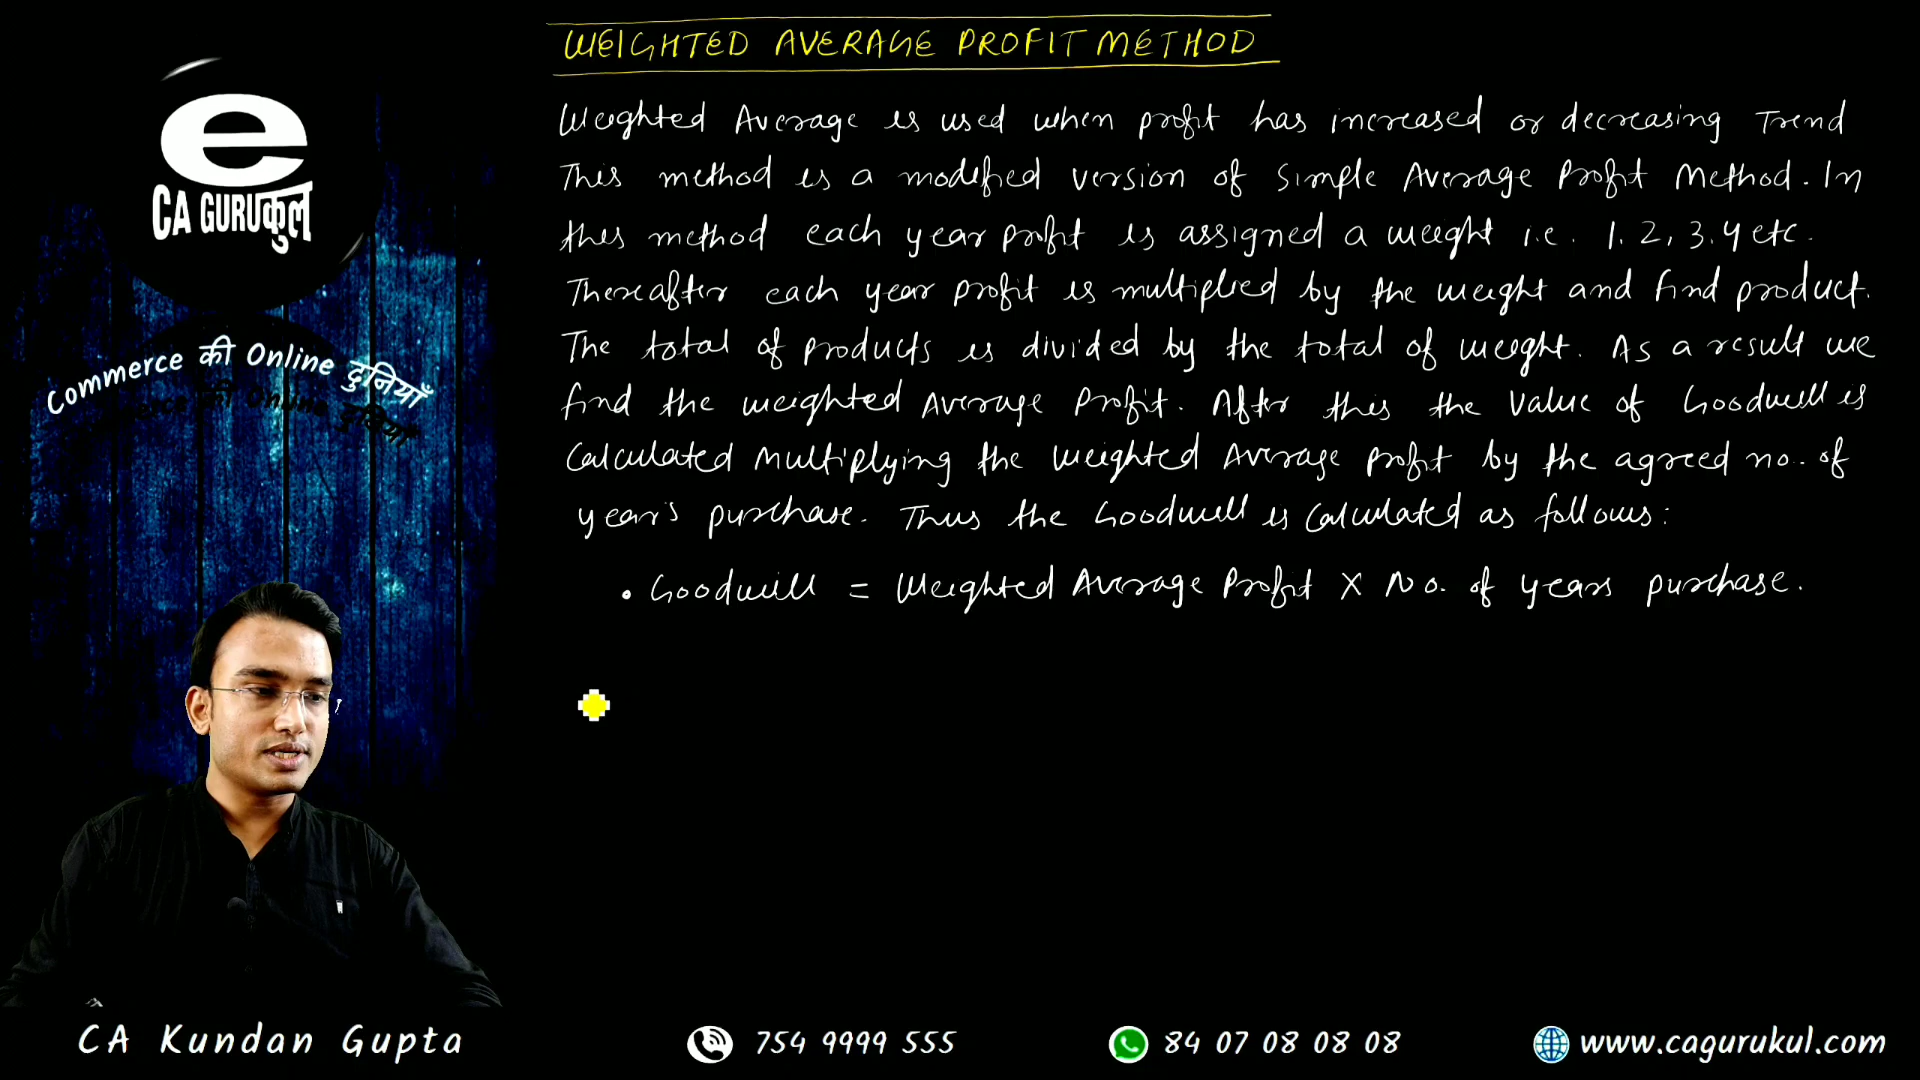 WEIGHTED AVERAGE PROFIT METHOD
Weighted Average is used when profit has increased or decreasing Trend
This method is a modified version of Simple Average Profit Method. In
this method each year profit is assigned a weight i.e. 1. 2, 3. 4 etc.
Thereafter each year profit is multiplied by the weight and find product.
The total of products is divided by the total of weight. As a result we
find the weighted Average Profit. After this the Value of Goodwill is
Calculated Multiplying the Weighted Average profit by the agreed no. of
year's purchase. Thus the Goodwill is Calculated as follows:
• Goodwill = Weighted Average Profit X No. of years purchase.
e
CA GURUकुल
Commerce की Online दुनियाँ
CA Kundan Gupta
754 9999 555
84 07 08 08 08
www.cagurukul.com